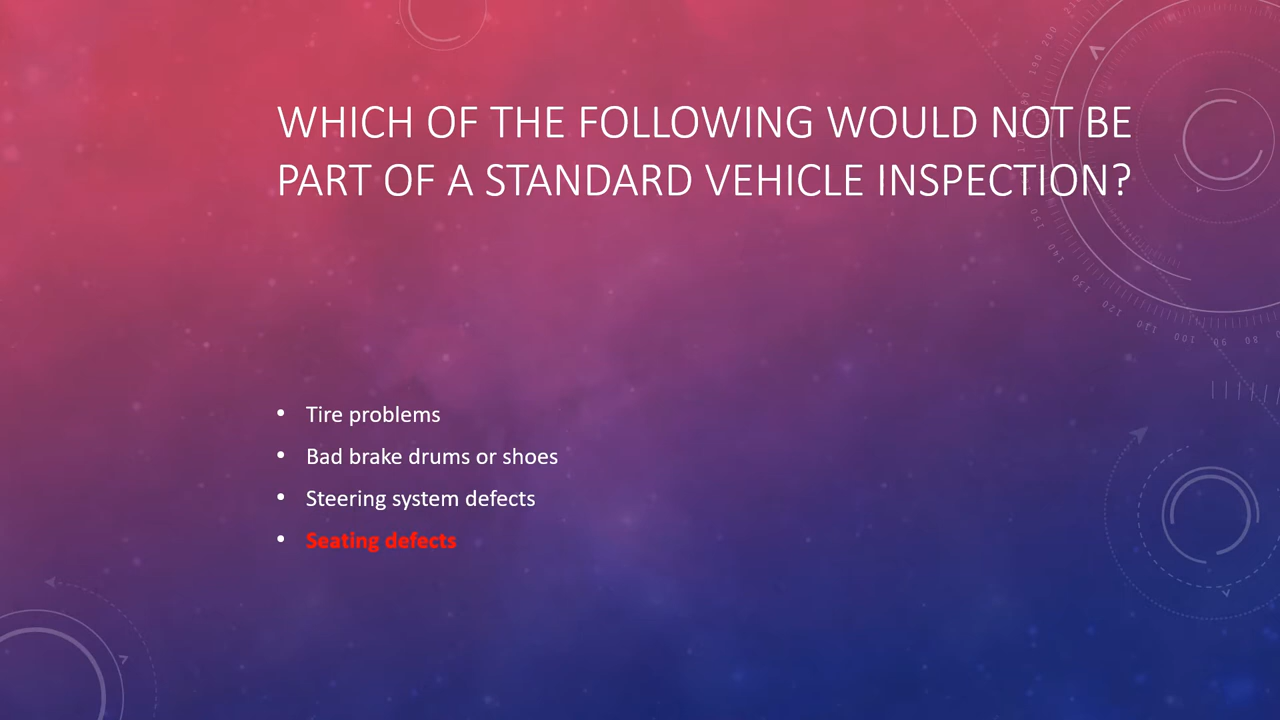 WHICH OF THE FOLLOWING WOULD NOT BE
PART OF A STANDARD VEHICLE INSPECTION?
• Tire problems
• Bad brake drums or shoes
• Steering system defects
• Seating defects